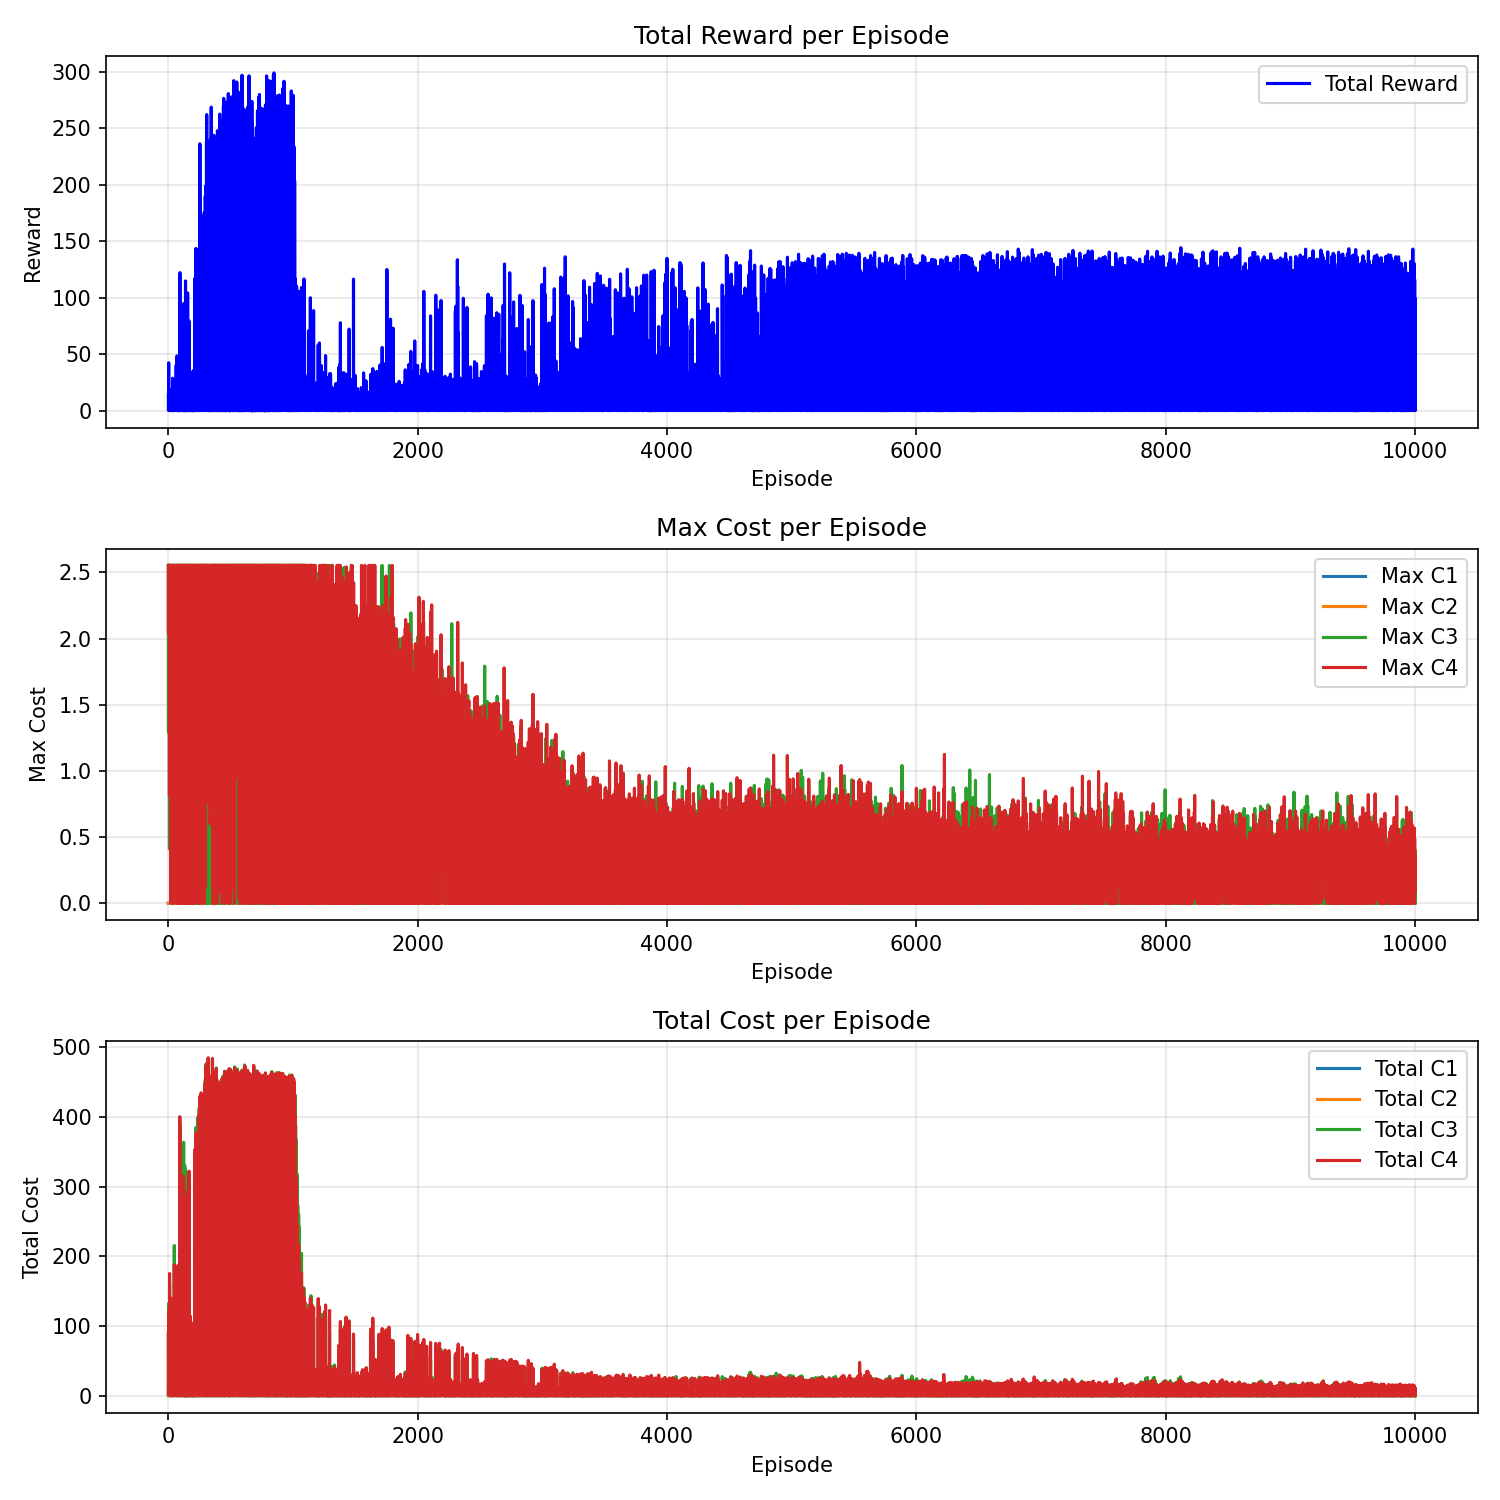 Total Reward per Episode
300
250
200
150
100
50
0
Reward
Total Reward
0 2000 4000 6000 8000 10000
Episode
Max Cost per Episode
2.5
2.0
1.5
1.0
0.5
0.0
Max Cost
Max C1
Max C2
Max C3
Max C4
0 2000 4000 6000 8000 10000
Episode
Total Cost per Episode
500
400
300
200
100
0
Total Cost
Total C1
Total C2
Total C3
Total C4
0 2000 4000 6000 8000 10000
Episode